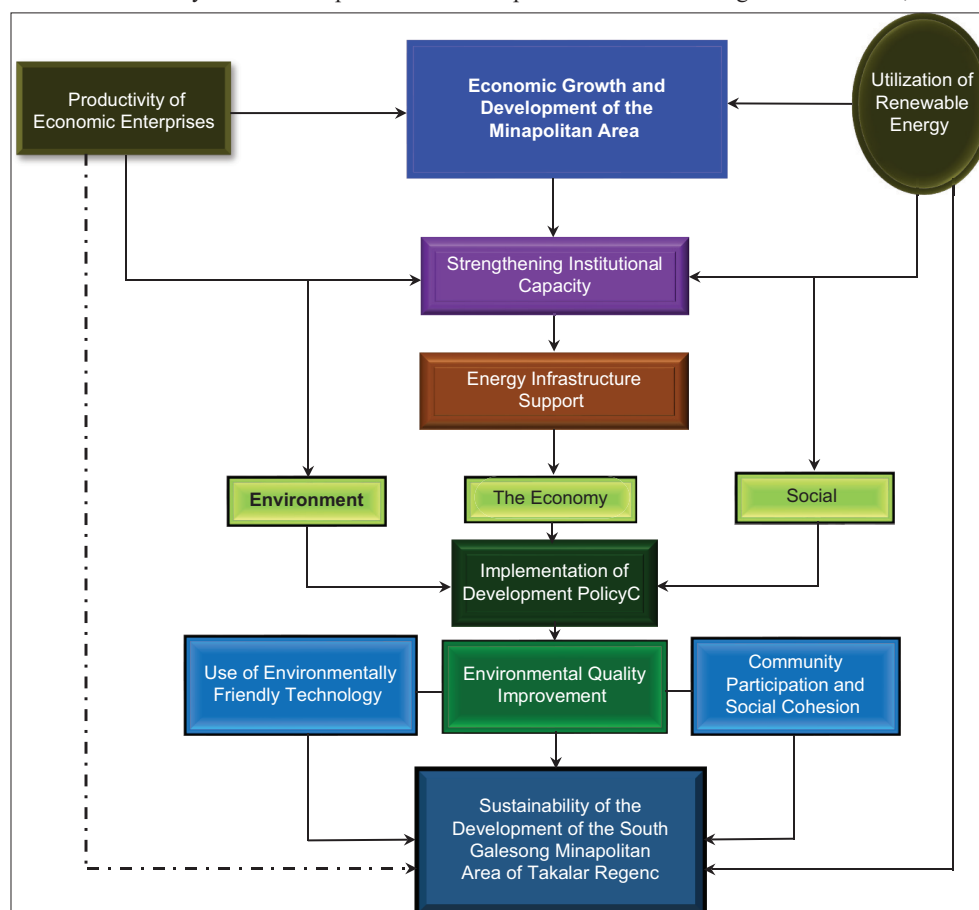 Productivity of
Economic Enterprises
Economic Growth and
Development of the
Minapolitan Area
Utilization of
Renewable
Energy
Strengthening Institutional
Capacity
Energy Infrastructure
Support
Environment
The Economy
Social
Implementation of
Development PolicyC
Use of Environmentally
Friendly Technology
Environmental Quality
Improvement
Community
Participation and
Social Cohesion
Sustainability of the
Development of the South
Galesong Minapolitan
Area of Takalar Regenc